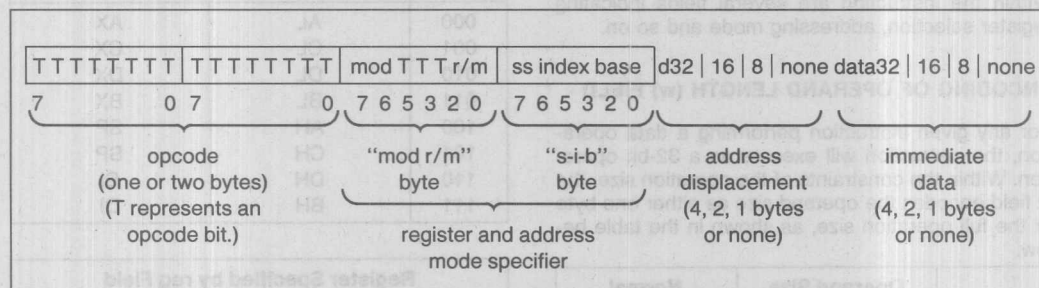 T T T T T T T T T T T T T T T T mod T T T r/m ss index base d32 | 16 | 8 | none data32 | 16 | 8 | none
7 0 7 0 7 6 5 3 2 0 7 6 5 3 2 0
opcode "mod r/m" "s-i-b" address immediate
(one or two bytes) byte byte displacement data
(T represents an (4, 2, 1 bytes (4, 2, 1 bytes
opcode bit.) register and address or none) or none)
mode specifier